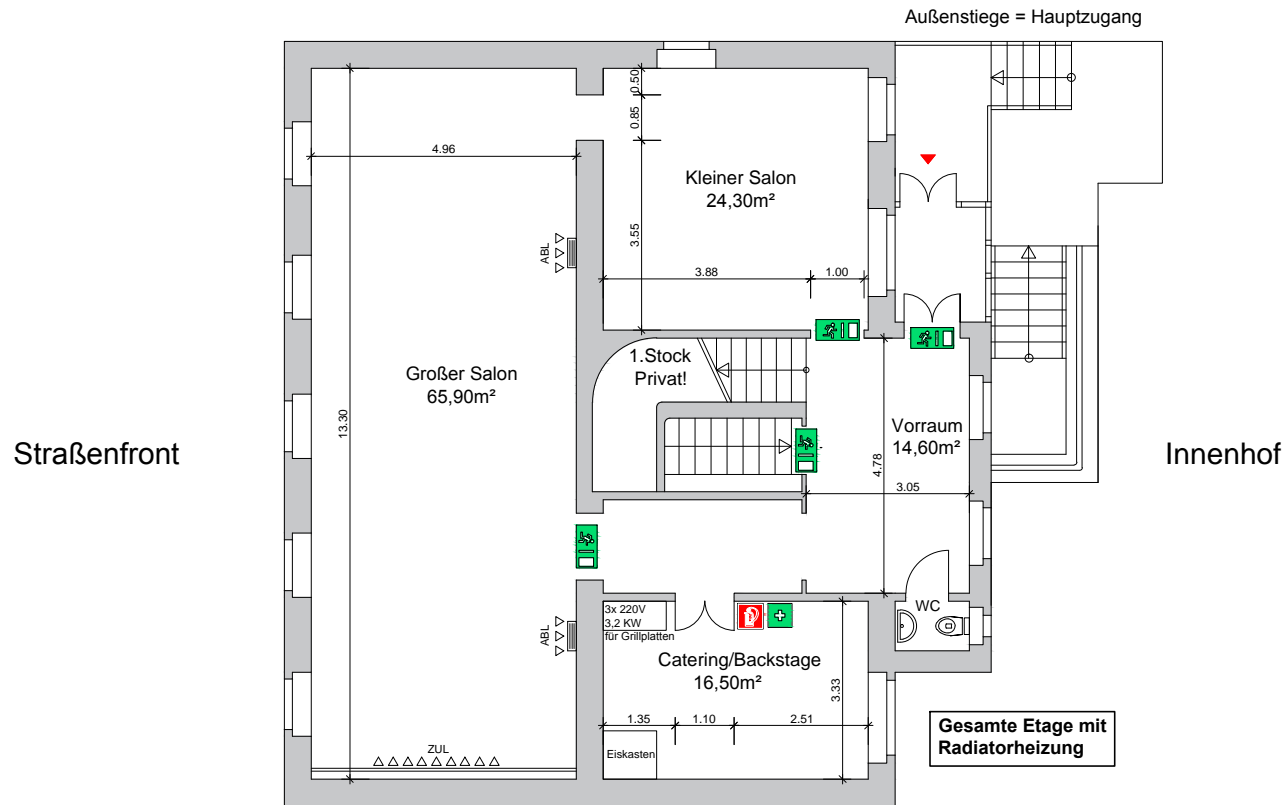 Außenstiege = Hauptzugang
0.50
0.85
4.96
Kleiner Salon
24,30m²
3.55
ABL
3.88
1.00
1.Stock
Privat!
Großer Salon
65,90m²
13.30
Straßenfront
Vorraum
14,60m²
Innenhof
4.78
3.05
WC
3x 220V
3,2 KW
für Grillplatten
ABL
Catering/Backstage
16,50m²
3.33
1.35
1.10
2.51
Gesamte Etage mit
Radiatorheizung
ZUL
Eiskasten